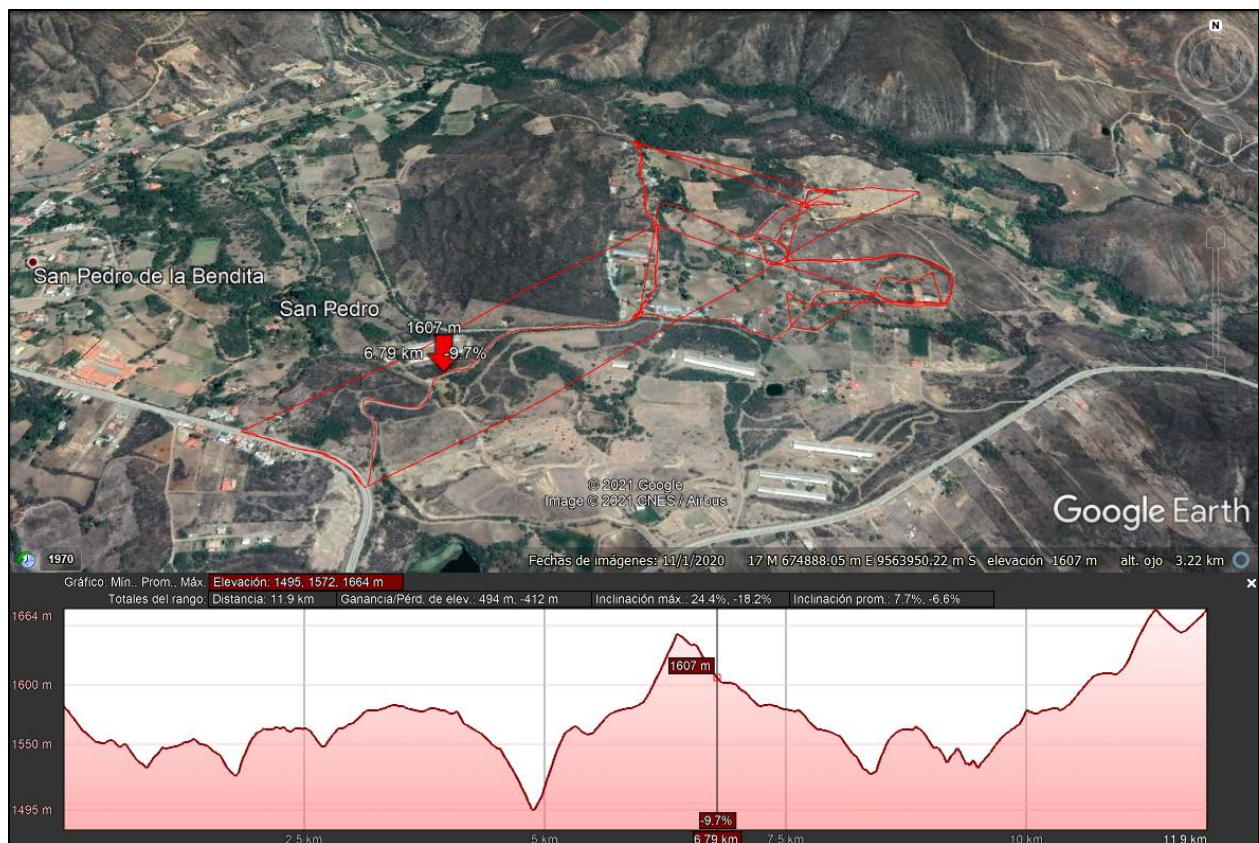 N
San Pedro de la Bendita
San Pedro
1607 m
6.79 km -9.7%
© 2021 Google
Image © 2021 CNES / Airbus
Google Earth
1970
Fechas de imágenes: 11/1/2020 17 M 674888.05 m E 9563950.22 m S elevación 1607 m alt. ojo 3.22 km
Gráfico: Mín., Prom., Máx. Elevación: 1495, 1572, 1664 m
Totales del rango: Distancia: 11.9 km Ganancia/Pérd. de elev.: 494 m, -412 m Inclinación máx.: 24.4%, -18.2% Inclinación prom.: 7.7%, -6.6%
1664 m
1607 m
1600 m
1550 m
1495 m
-9.7%
2.5 km 5 km 6.79 km 7.5 km 10 km 11.9 km